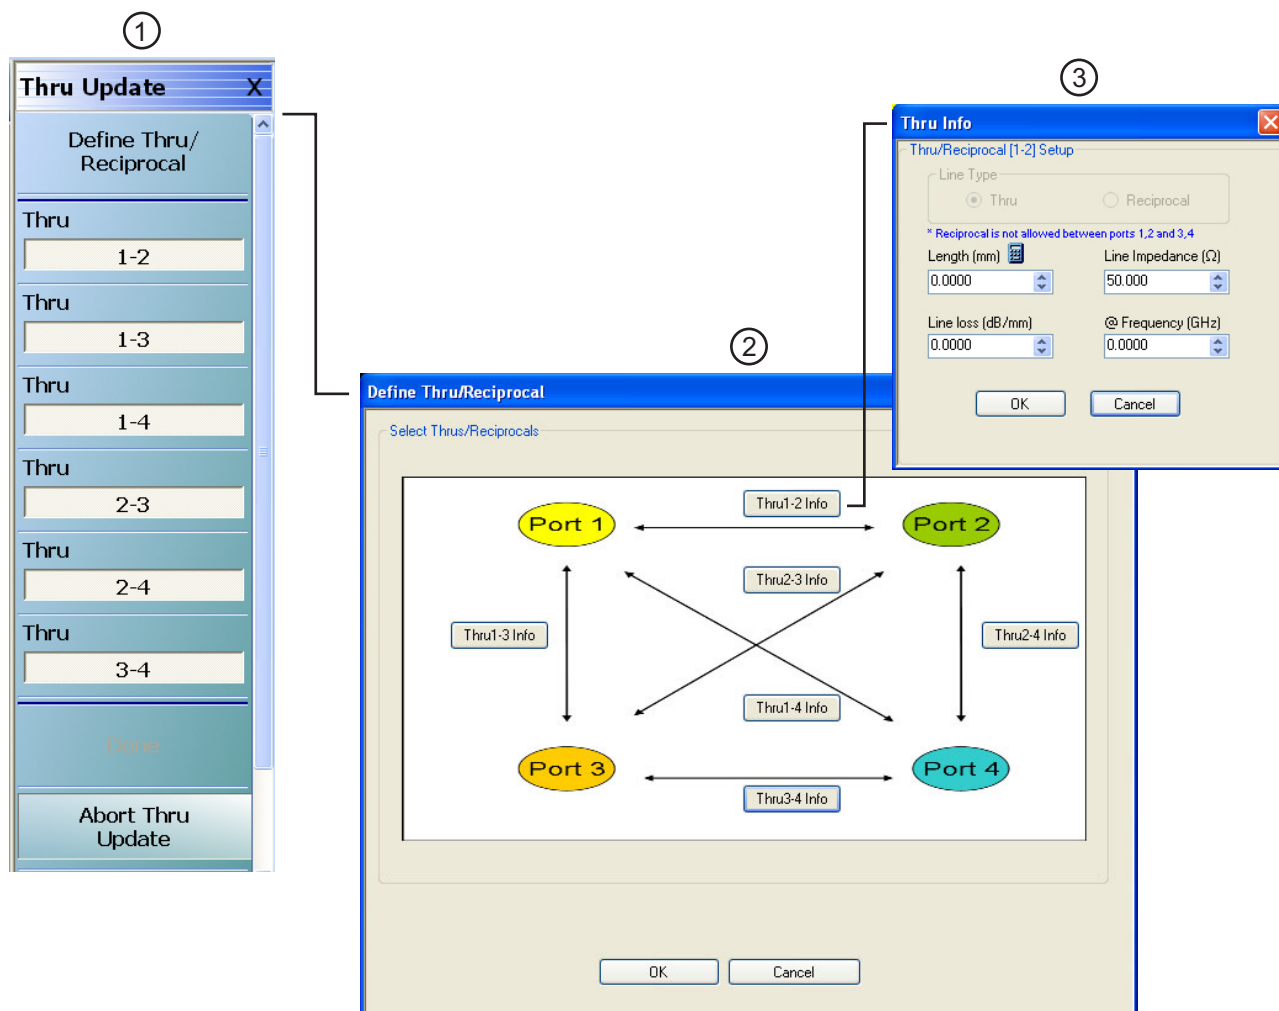 1
Thru Update X
Define Thru/
Reciprocal
Thru
1-2
Thru
1-3
Thru
1-4
Thru
2-3
Thru
2-4
Thru
3-4
Done
Abort Thru
Update
2
Define Thru/Reciprocal
Select Thrus/Reciprocals
Port 1
Thru1-2 Info
Port 2
Thru2-3 Info
Thru1-3 Info
Thru2-4 Info
Thru1-4 Info
Port 3
Port 4
Thru3-4 Info
OK Cancel
3
Thru Info
Thru/Reciprocal [1-2] Setup
Line Type
Thru Reciprocal
* Reciprocal is not allowed between ports 1,2 and 3,4
Length (mm) Line Impedance (Ω)
0.0000 50.000
Line loss (dB/mm) @ Frequency (GHz)
0.0000 0.0000
OK Cancel